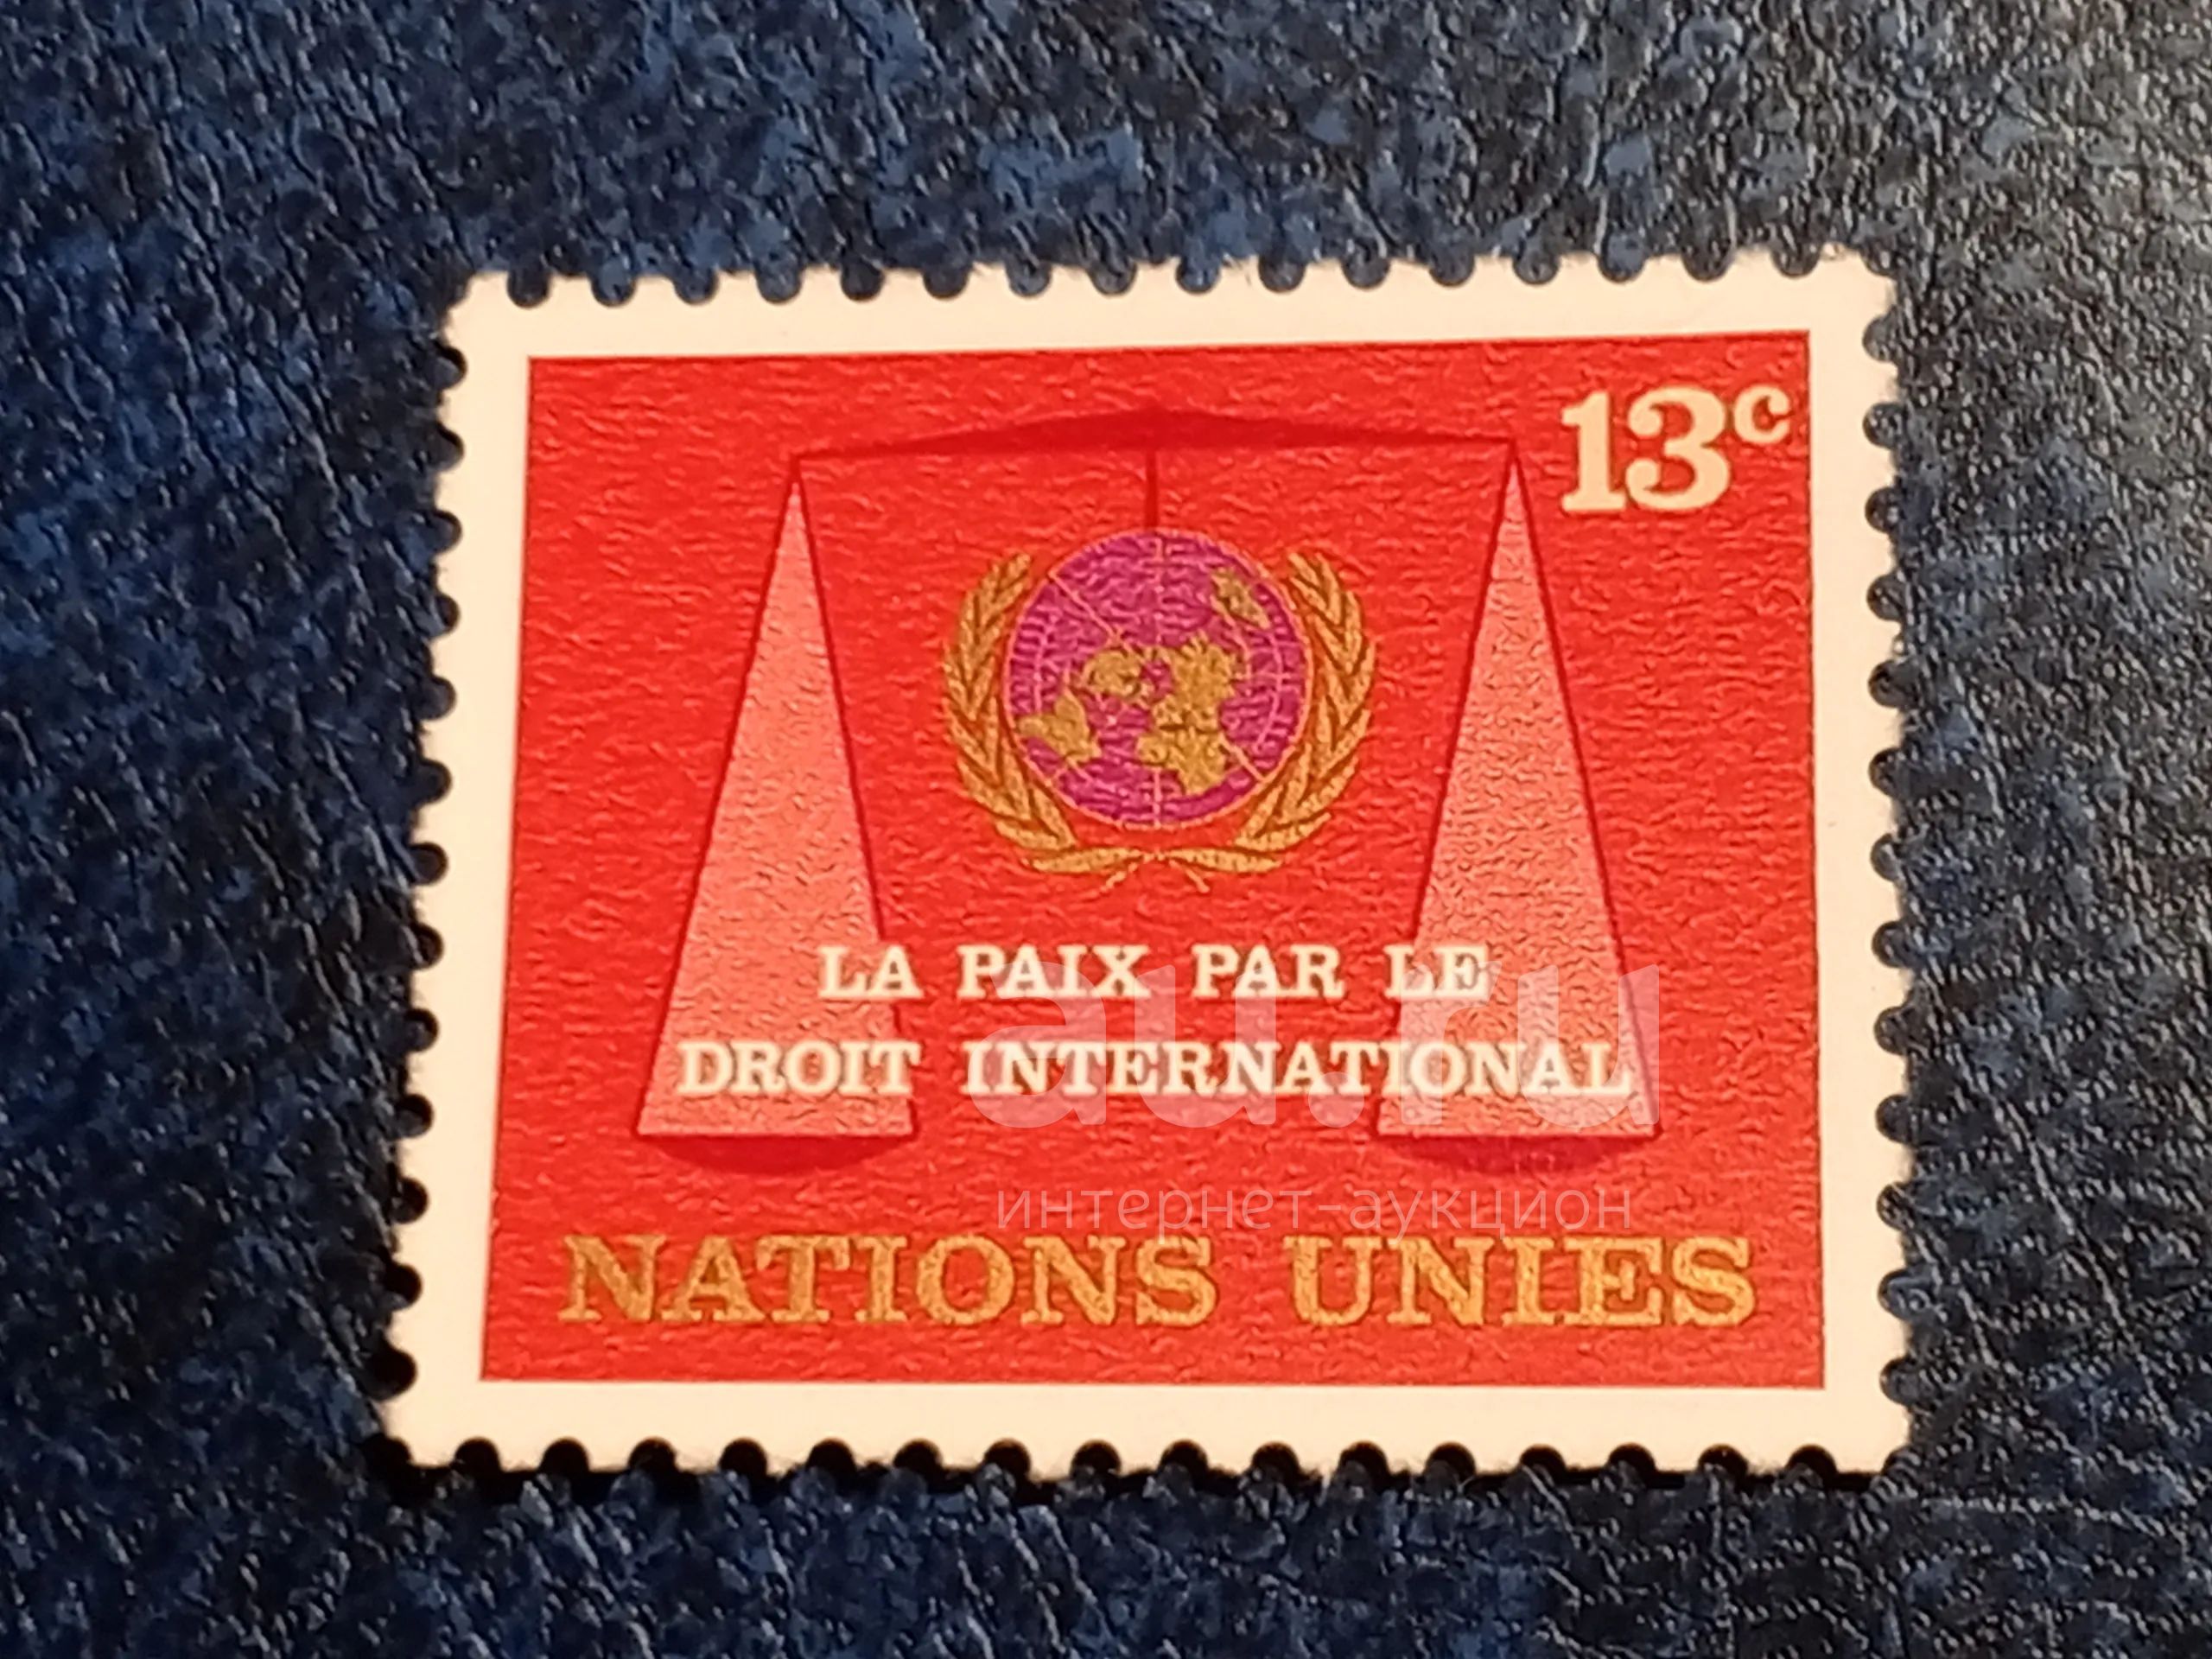 13c
LA PAIX PAR LE
DROIT INTERNATIONAL
au.ru
интернет-аукцион
NATIONS UNIES